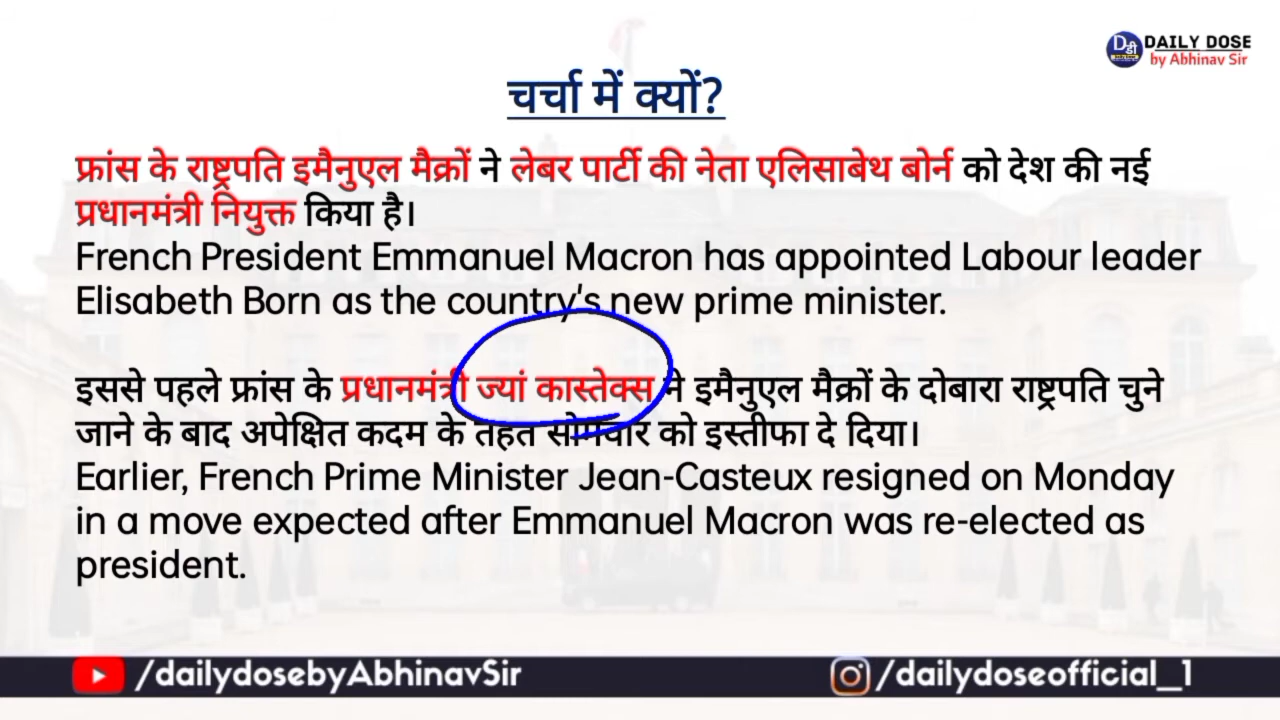 DAILY DOSE
by Abhinav Sir
चर्चा में क्यों?
फ्रांस के राष्ट्रपति इमैनुएल मैक्रों ने लेबर पार्टी की नेता एलिसाबेथ बोर्न को देश की नई
प्रधानमंत्री नियुक्त किया है।
French President Emmanuel Macron has appointed Labour leader
Elisabeth Born as the country's new prime minister.
इससे पहले फ्रांस के प्रधानमंत्री ज्यां कास्तेक्स ने इमैनुएल मैक्रों के दोबारा राष्ट्रपति चुने
जाने के बाद अपेक्षित कदम के तहत सोमवार को इस्तीफा दे दिया।
Earlier, French Prime Minister Jean-Casteux resigned on Monday
in a move expected after Emmanuel Macron was re-elected as
president.
/dailydosebyAbhinavSir
/dailydoseofficial_1